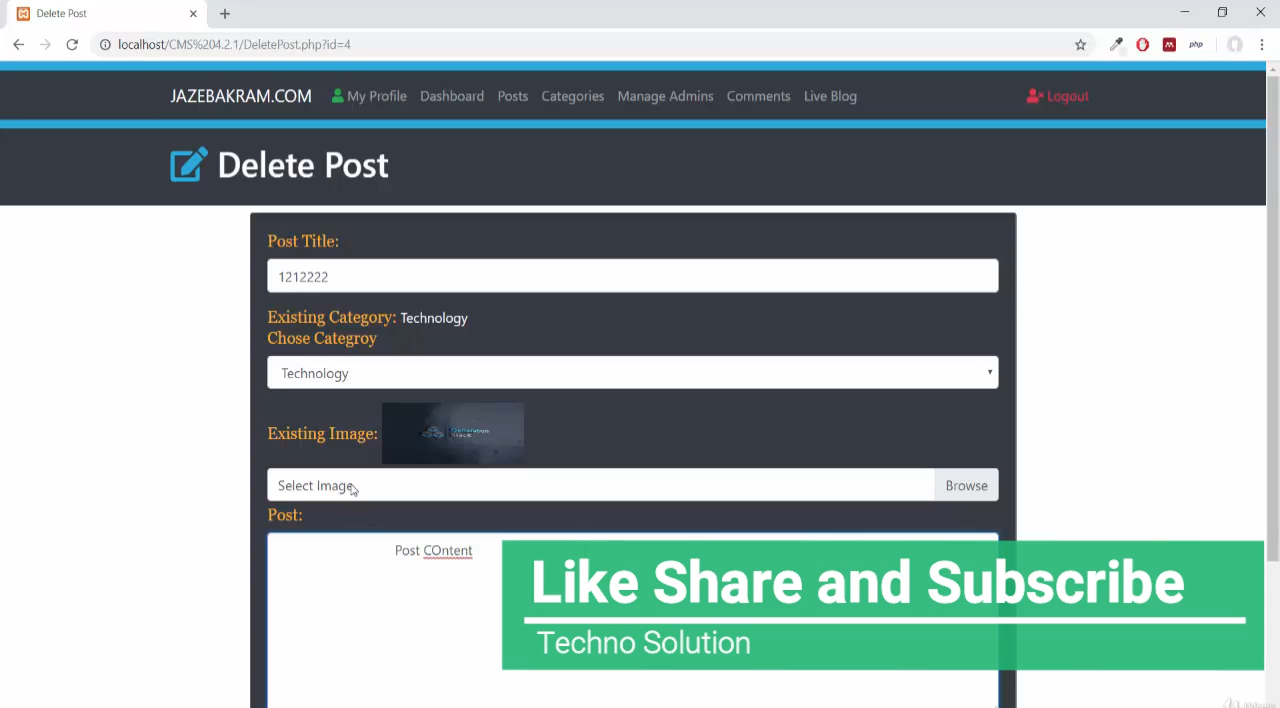 Delete Post
localhost/CMS%204.2.1/DeletePost.php?id=4
php
JAZEBAKRAM.COM My Profile Dashboard Posts Categories Manage Admins Comments Live Blog Logout
Delete Post
Post Title:
1212222
Existing Category: Technology
Chose Categroy
Technology
Existing Image:
Select Image
Browse
Post:
Post COntent
Like Share and Subscribe
Techno Solution